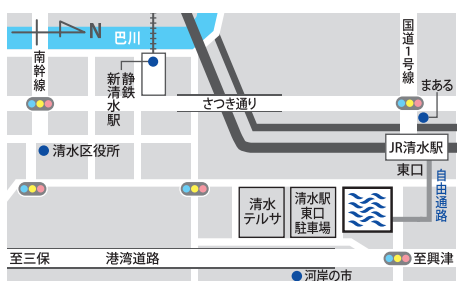 N
巴川
南幹線
静鉄
新清水駅
さつき通り
国道1号線
まある
清水区役所
JR清水駅
東口
自由通路
清水
テルサ
清水駅
東口
駐車場
至三保
港湾道路
至興津
河岸の市